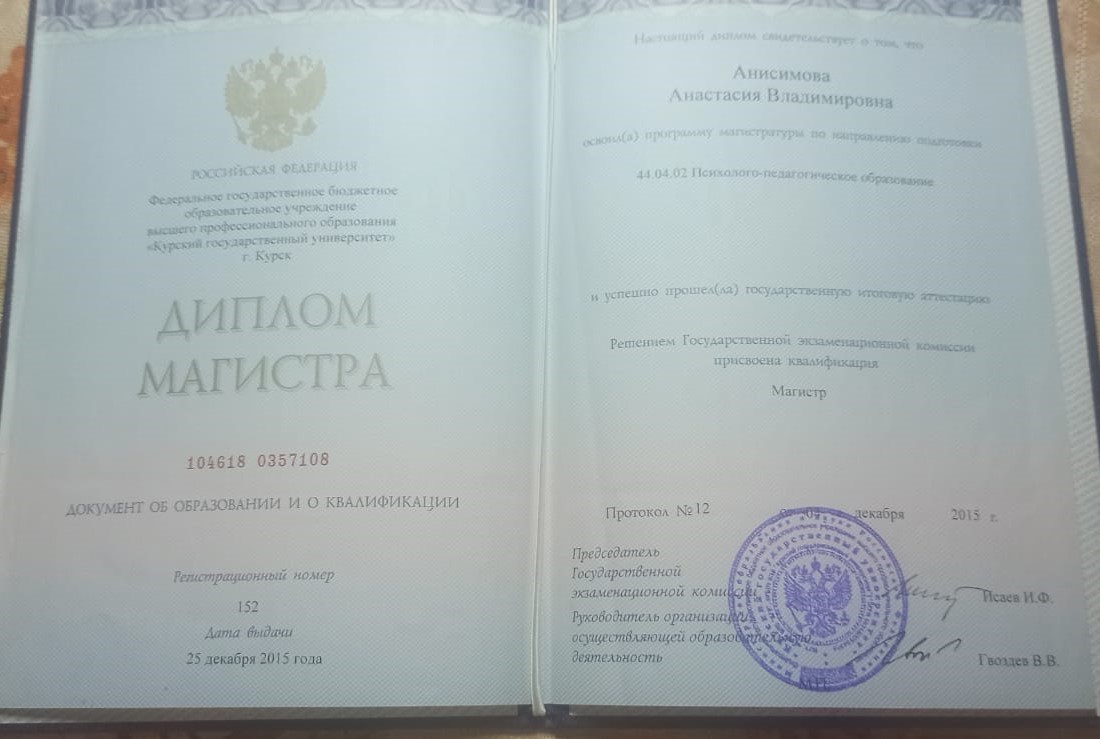 РОССИЙСКАЯ ФЕДЕРАЦИЯ
Федеральное государственное бюджетное
образовательное учреждение
высшего профессионального образования
«Курский государственный университет»
г. Курск
ДИПЛОМ
МАГИСТРА
104618 0357108
ДОКУМЕНТ ОБ ОБРАЗОВАНИИ И О КВАЛИФИКАЦИИ
Регистрационный номер
152
Дата выдачи
25 декабря 2015 года
Настоящий диплом свидетельствует о том, что
Анисимова
Анастасия Владимировна
освоил(а) программу магистратуры по направлению подготовки
44.04.02 Психолого-педагогическое образование
и успешно прошел(ла) государственную итоговую аттестацию
Решением Государственной экзаменационной комиссии
присвоена квалификация
Магистр
Протокол №12
декабря 2015 г.
Председатель
Государственной
экзаменационной комиссии
Исаев И.Ф.
Руководитель организации,
осуществляющей образовательную
деятельность
Гвоздев В.В.
М.П.